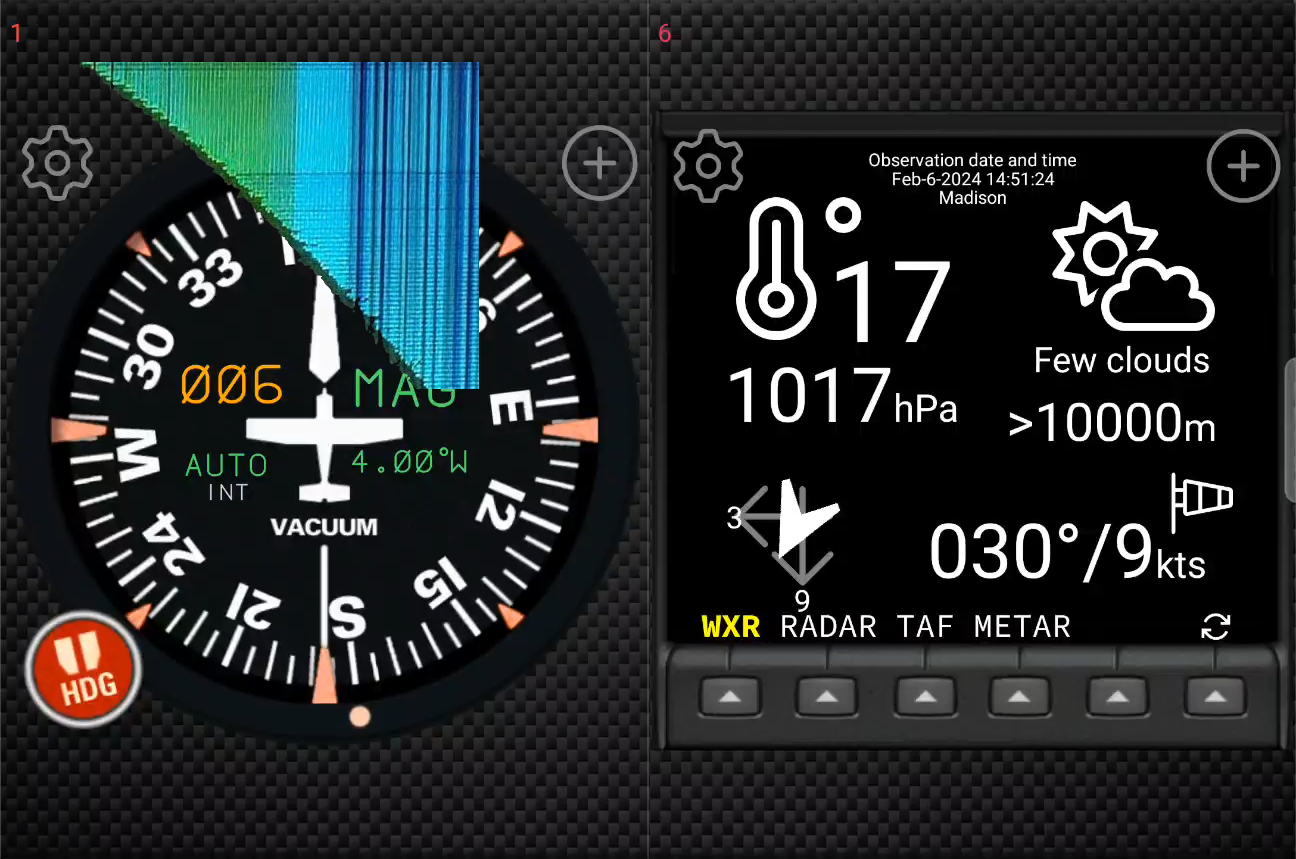 1
33
30
006
MAG
E
W
AUTO
4.00°W
INT
12
VACUUM
24
15
21
S
HDG
6
Observation date and time
Feb-6-2024 14:51:24
Madison
17
Few clouds
1017hPa
>10000m
3
030°/9kts
9
WXR RADAR TAF METAR